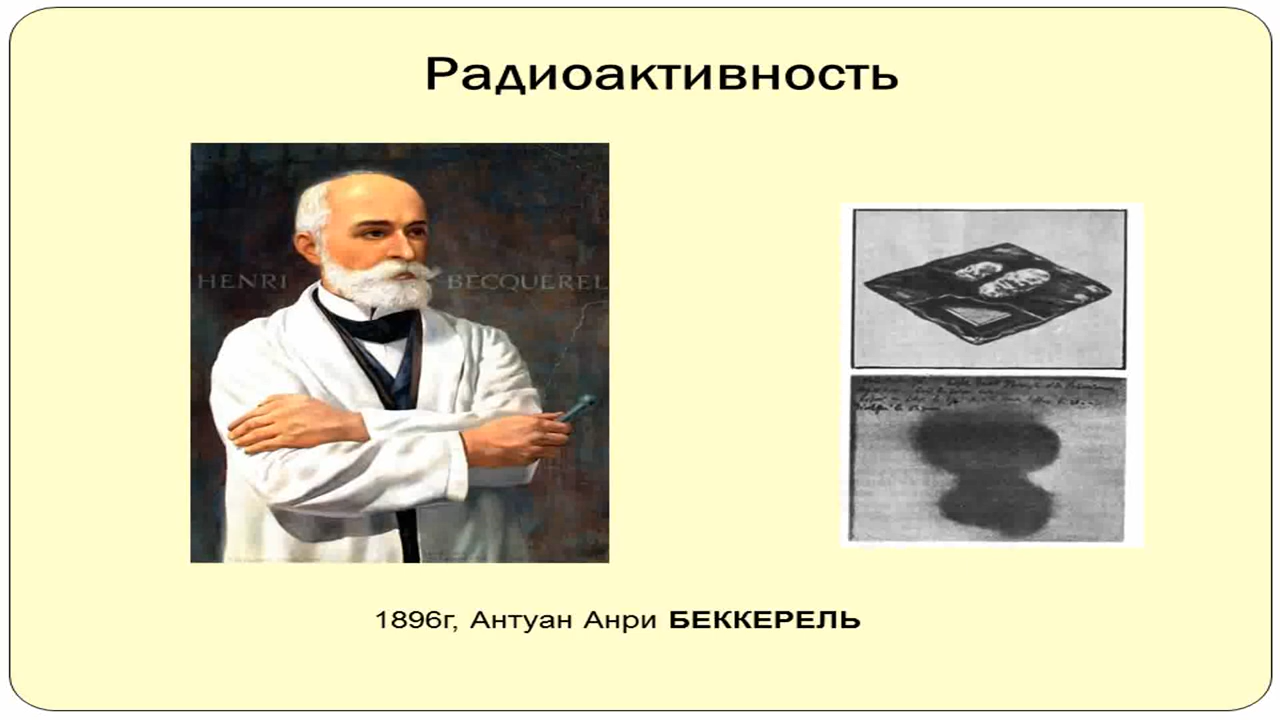 Радиоактивность
HENRI BECQUEREL
1896г, Антуан Анри БЕККЕРЕЛЬ